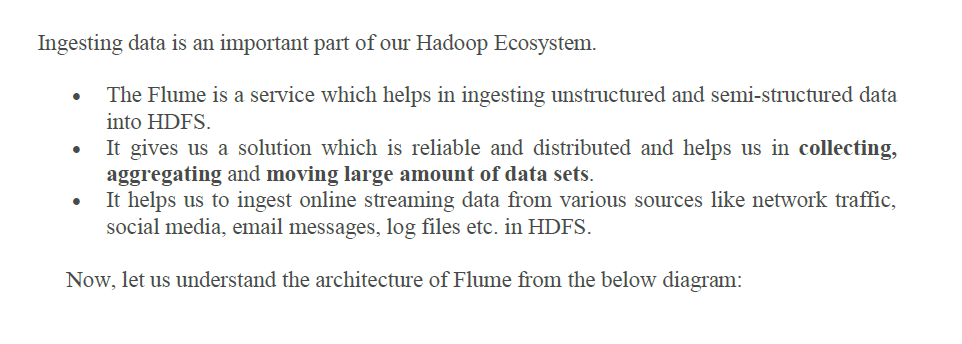 Ingesting data is an important part of our Hadoop Ecosystem.
• The Flume is a service which helps in ingesting unstructured and semi-structured data
into HDFS.
• It gives us a solution which is reliable and distributed and helps us in collecting,
aggregating and moving large amount of data sets.
• It helps us to ingest online streaming data from various sources like network traffic,
social media, email messages, log files etc. in HDFS.
Now, let us understand the architecture of Flume from the below diagram: